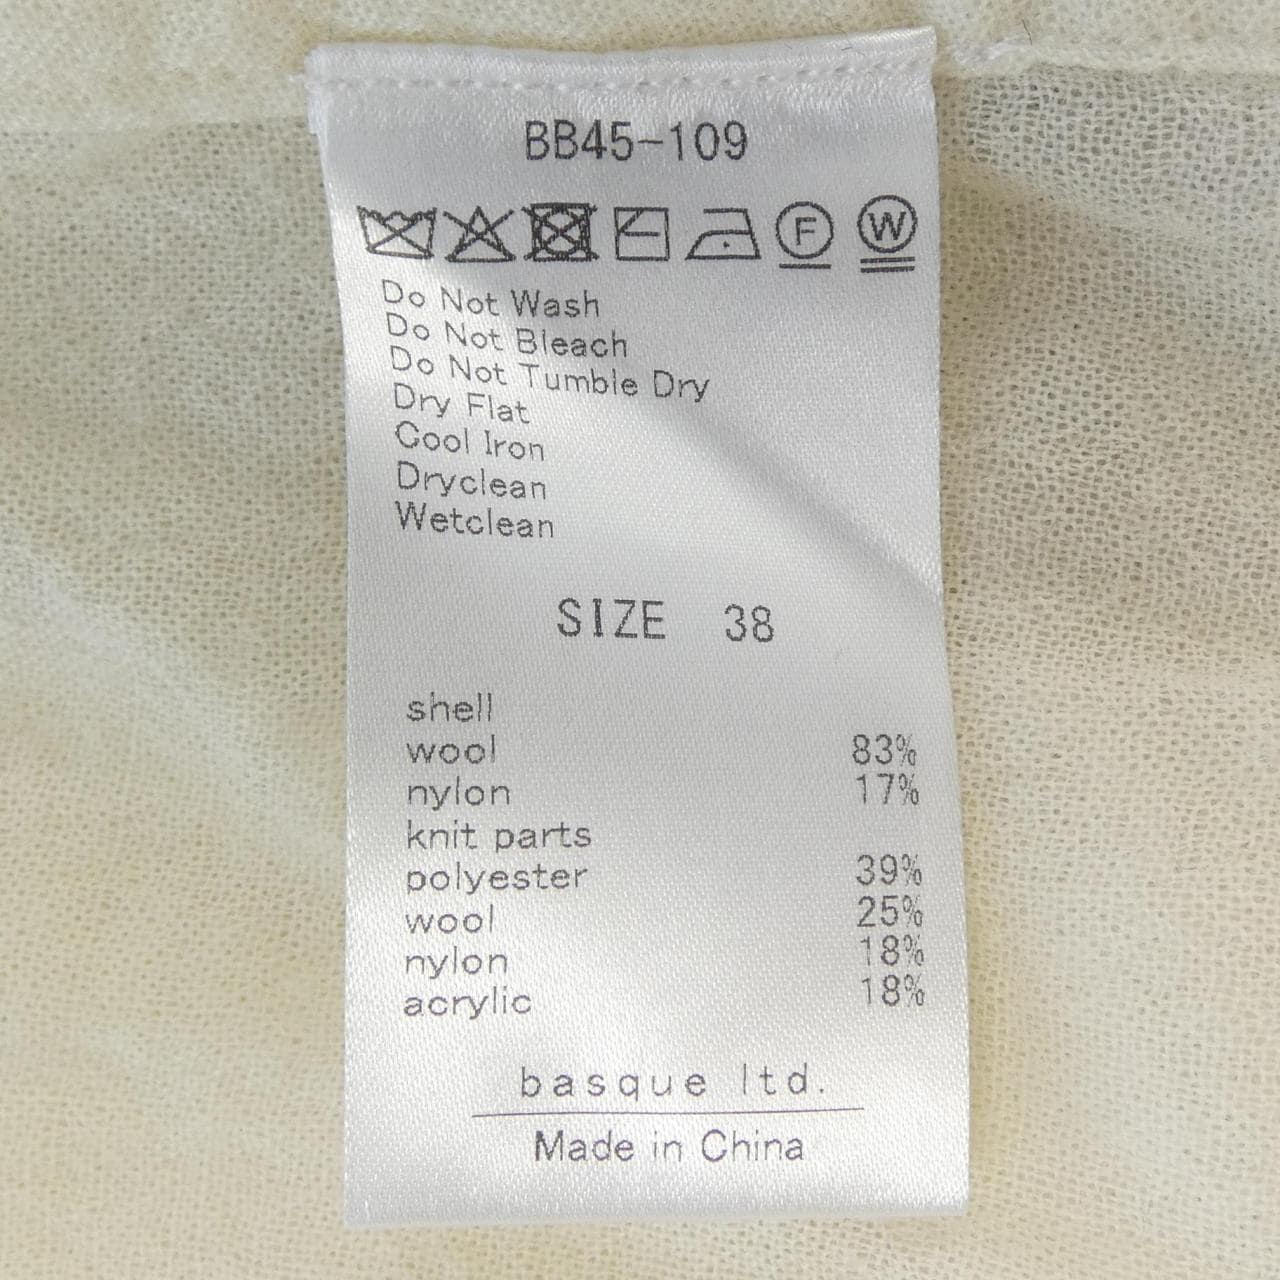 BB45-109
F W
Do Not Wash
Do Not Bleach
Do Not Tumble Dry
Dry Flat
Cool Iron
Dryclean
Wetclean
SIZE 38
shell
wool 83%
nylon 17%
knit parts
polyester 39%
wool 25%
nylon 18%
acrylic 18%
basque ltd.
Made in China